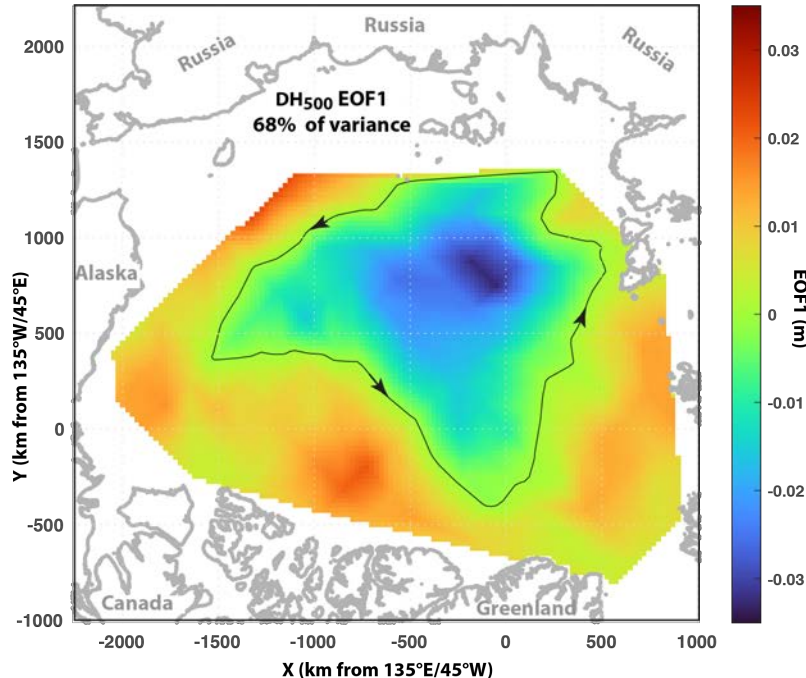 Russia
Russia
Russia
DH500 EOF1
68% of variance
Alaska
Canada
Greenland
2000
1500
1000
500
0
-500
-1000
Y (km from 135°W/45°E)
-2000 -1500 -1000 -500 0 500 1000
X (km from 135°E/45°W)
0.03
0.02
0.01
0
-0.01
-0.02
-0.03
EOF1 (m)